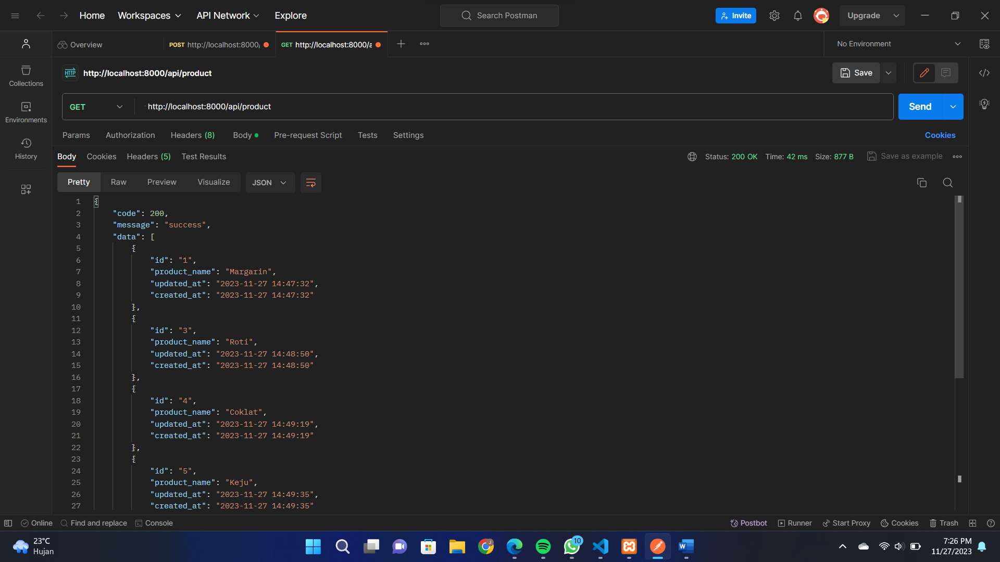 Home Workspaces API Network Explore Search Postman Invite Upgrade
Overview POST http://localhost:8000/ GET http://localhost:8000/a No Environment
HTTP http://localhost:8000/api/product Save
Collections
Environments
History
GET http://localhost:8000/api/product Send
Params Authorization Headers (8) Body Pre-request Script Tests Settings Cookies
Body Cookies Headers (5) Test Results Status: 200 OK Time: 42 ms Size: 877 B Save as example
Pretty Raw Preview Visualize JSON
1 {
2 "code": 200,
3 "message": "success",
4 "data": [
5 {
6 "id": "1",
7 "product_name": "Margarin",
8 "updated_at": "2023-11-27 14:47:32",
9 "created_at": "2023-11-27 14:47:32"
10 },
11 {
12 "id": "3",
13 "product_name": "Roti",
14 "updated_at": "2023-11-27 14:48:50",
15 "created_at": "2023-11-27 14:48:50"
16 },
17 {
18 "id": "4",
19 "product_name": "Coklat",
20 "updated_at": "2023-11-27 14:49:19",
21 "created_at": "2023-11-27 14:49:19"
22 },
23 {
24 "id": "5",
25 "product_name": "Keju",
26 "updated_at": "2023-11-27 14:49:35",
27 "created_at": "2023-11-27 14:49:35"
Online Find and replace Console Postbot Runner Start Proxy Cookies Trash
23°C
Hujan
J
10
W
7:26 PM
11/27/2023